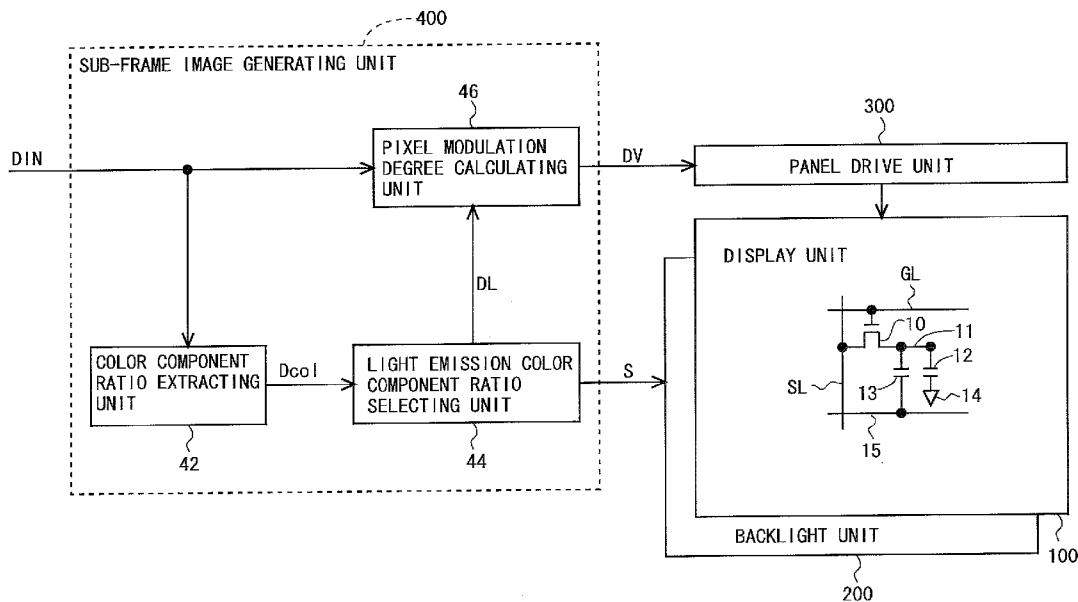 400
SUB-FRAME IMAGE GENERATING UNIT
46
300
DIN
PIXEL MODULATION
DEGREE CALCULATING
UNIT
DV
PANEL DRIVE UNIT
DISPLAY UNIT
GL
DL
10
11
12
COLOR COMPONENT
RATIO EXTRACTING
UNIT
Dcol
LIGHT EMISSION COLOR
COMPONENT RATIO
SELECTING UNIT
S
SL
13
14
15
42
44
BACKLIGHT UNIT
100
200